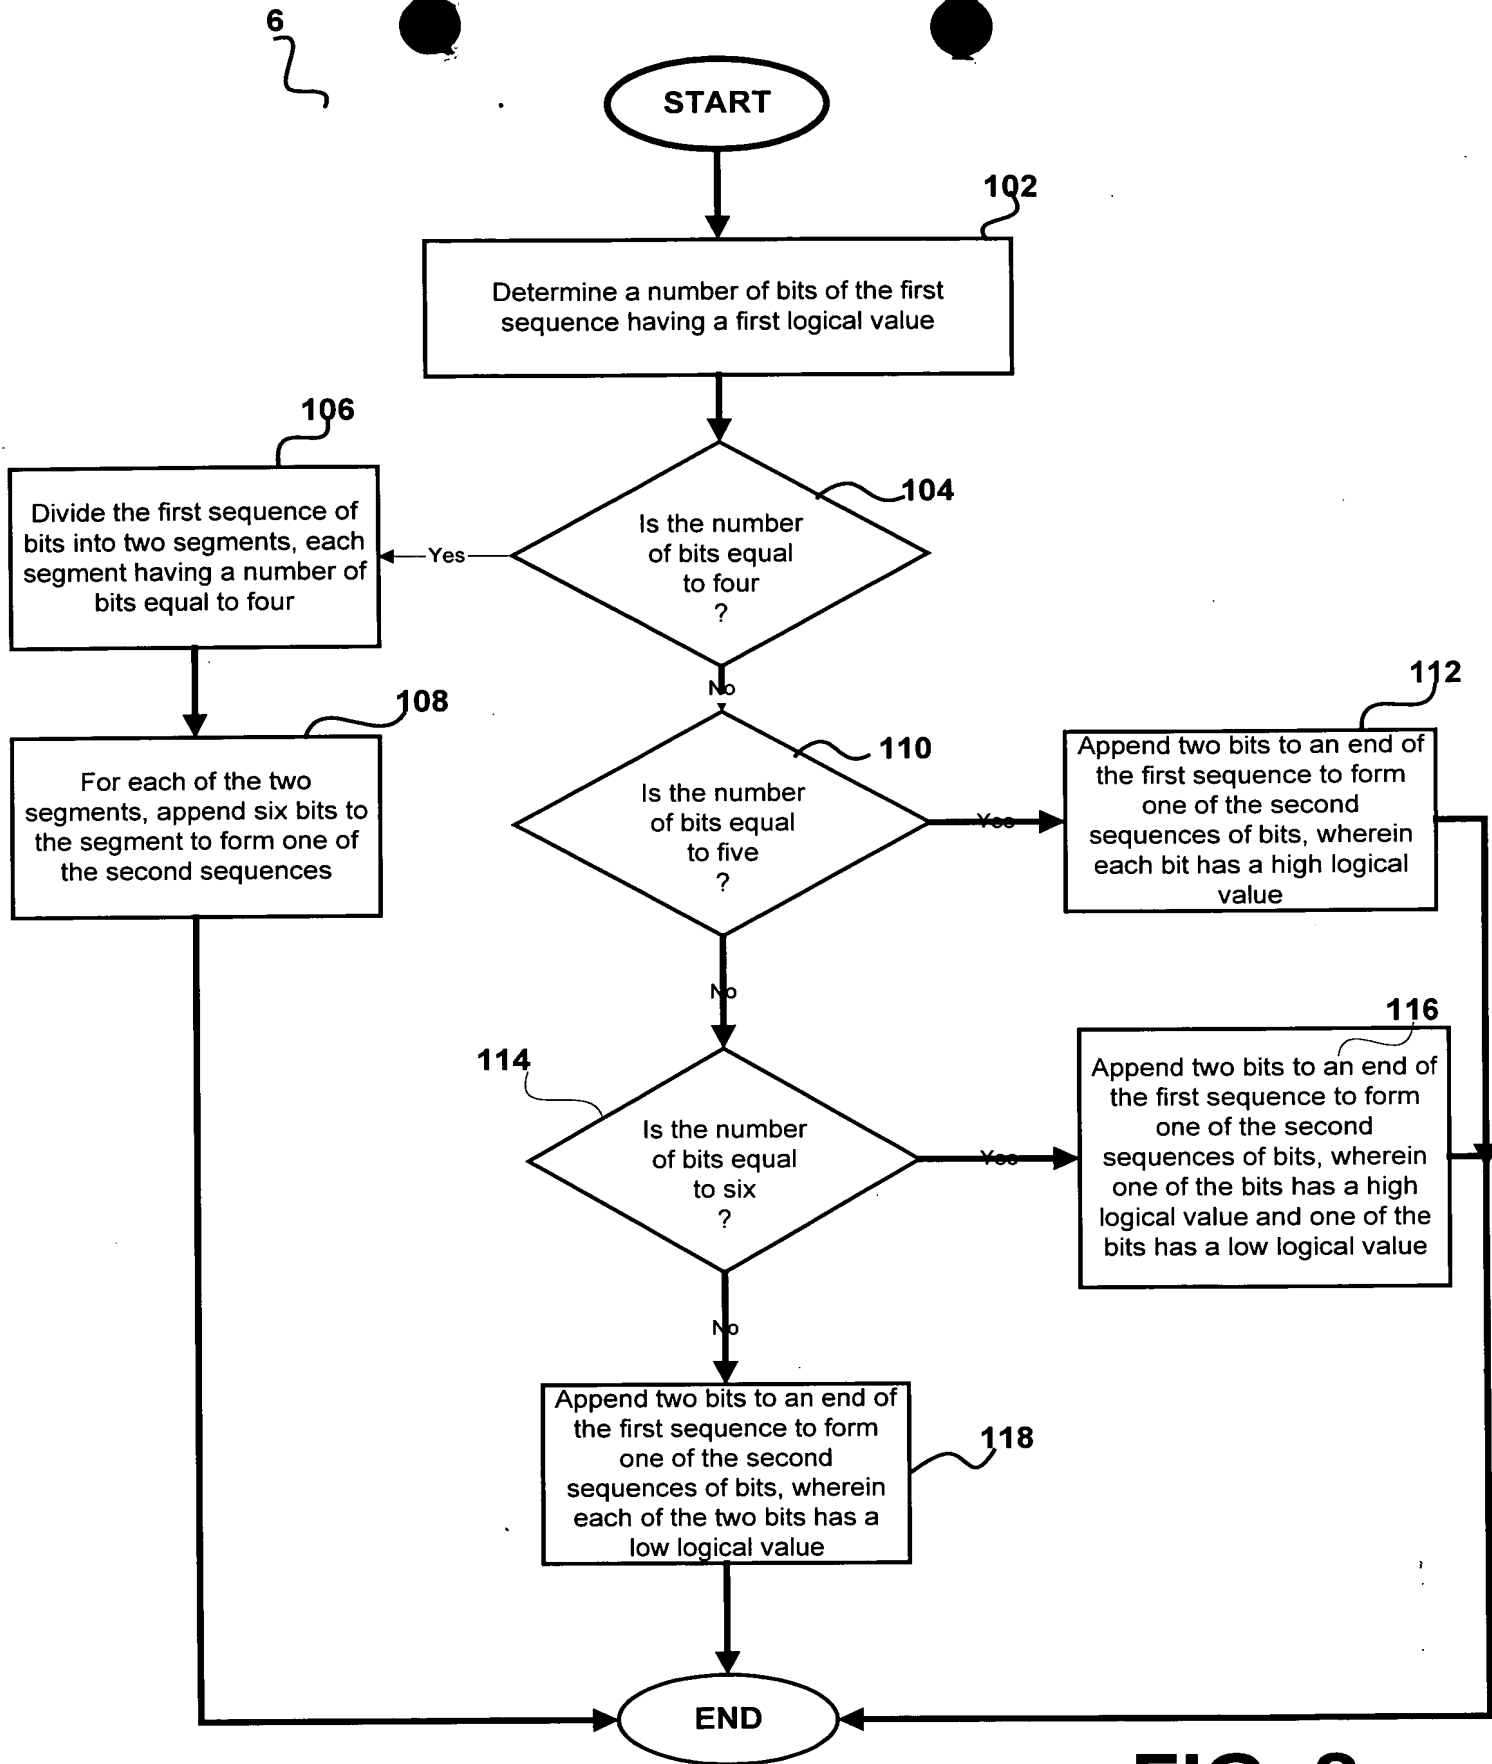 6
START
102
Determine a number of bits of the first
sequence having a first logical value
106
Divide the first sequence of
bits into two segments, each
segment having a number of
bits equal to four
Yes
104
Is the number
of bits equal
to four
?
No
108
For each of the two
segments, append six bits to
the segment to form one of
the second sequences
110
Is the number
of bits equal
to five
?
Yes
112
Append two bits to an end of
the first sequence to form
one of the second
sequences of bits, wherein
each bit has a high logical
value
No
114
Is the number
of bits equal
to six
?
Yes
116
Append two bits to an end of
the first sequence to form
one of the second
sequences of bits, wherein
one of the bits has a high
logical value and one of the
bits has a low logical value
No
Append two bits to an end of
the first sequence to form
one of the second
sequences of bits, wherein
each of the two bits has a
low logical value
118
END
FIG.